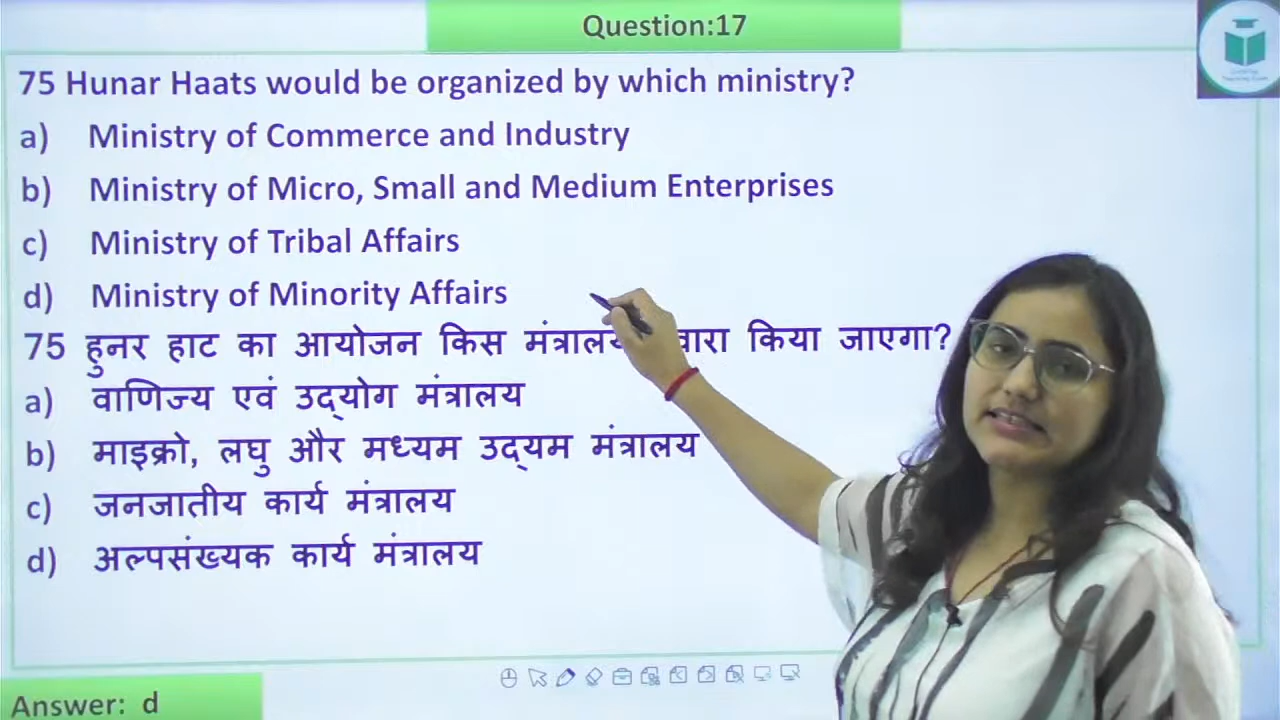 Question:17
75 Hunar Haats would be organized by which ministry?
a) Ministry of Commerce and Industry
b) Ministry of Micro, Small and Medium Enterprises
c) Ministry of Tribal Affairs
d) Ministry of Minority Affairs
75 हुनर हाट का आयोजन किस किया जाएगा?
a) वाणिज्य एवं उद्योग मंत्रालय
b) माइक्रो, लघु और मध्यम उद्यम मंत्रालय
c) जनजातीय कार्य मंत्रालय
d) अल्पसंख्यक कार्य मंत्रालय
Answer: d